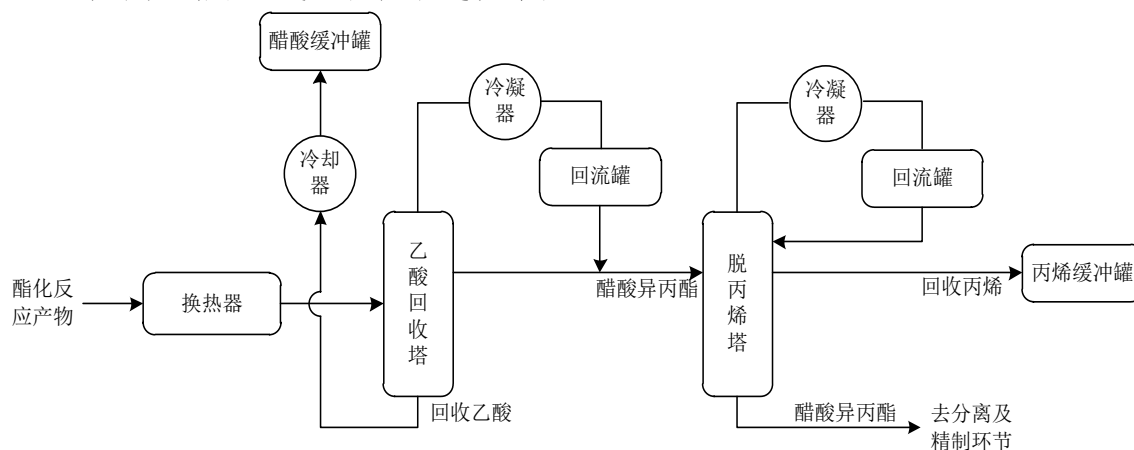 醋酸缓冲罐
冷凝
器
冷凝
器
冷却
器
回流罐
回流罐
乙
酸
回
收
塔
脱
丙
烯
塔
酯化反
应产物
换热器
醋酸异丙酯
回收丙烯
丙烯缓冲罐
回收乙酸
醋酸异丙酯
去分离及
精制环节